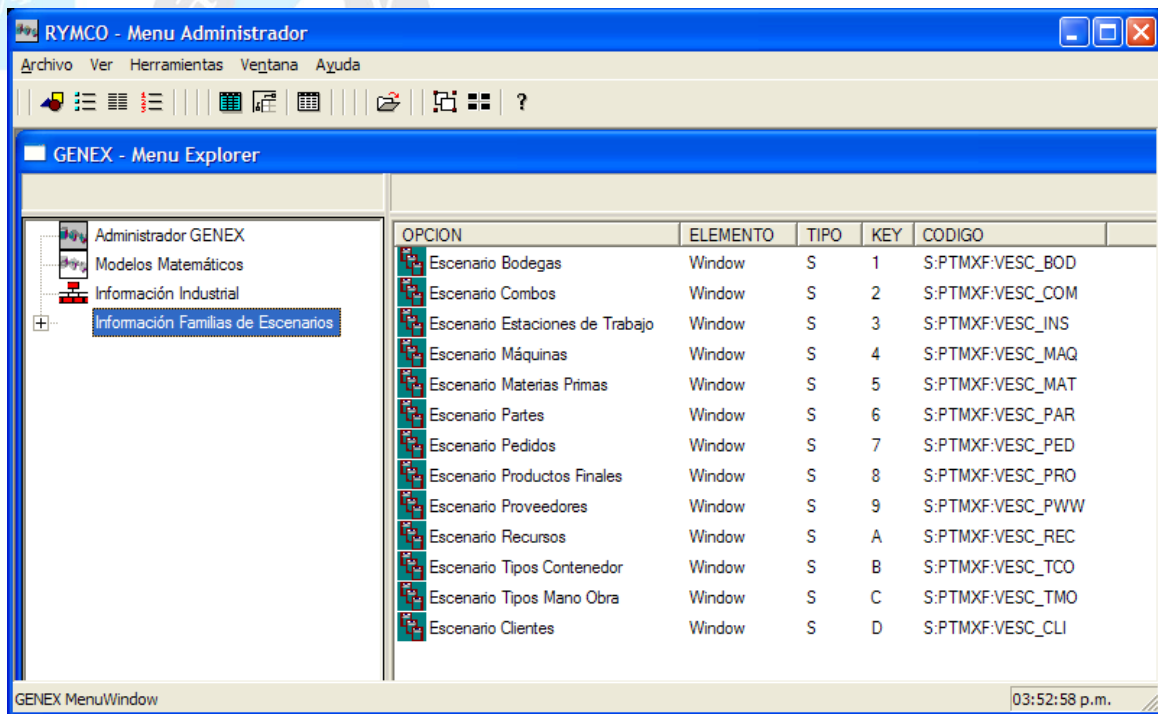 RYMCO - Menu Administrador
Archivo Ver Herramientas Ventana Ayuda
GENEX - Menu Explorer
Administrador GENEX
Modelos Matemáticos
Información Industrial
Información Familias de Escenarios
OPCION ELEMENTO TIPO KEY CODIGO
Escenario Bodegas Window S 1 S:PTMXF:VESC_BOD
Escenario Combos Window S 2 S:PTMXF:VESC_COM
Escenario Estaciones de Trabajo Window S 3 S:PTMXF:VESC_INS
Escenario Máquinas Window S 4 S:PTMXF:VESC_MAQ
Escenario Materias Primas Window S 5 S:PTMXF:VESC_MAT
Escenario Partes Window S 6 S:PTMXF:VESC_PAR
Escenario Pedidos Window S 7 S:PTMXF:VESC_PED
Escenario Productos Finales Window S 8 S:PTMXF:VESC_PRO
Escenario Proveedores Window S 9 S:PTMXF:VESC_PWW
Escenario Recursos Window S A S:PTMXF:VESC_REC
Escenario Tipos Contenedor Window S B S:PTMXF:VESC_TCO
Escenario Tipos Mano Obra Window S C S:PTMXF:VESC_TMO
Escenario Clientes Window S D S:PTMXF:VESC_CLI
GENEX MenuWindow 03:52:58 p.m.